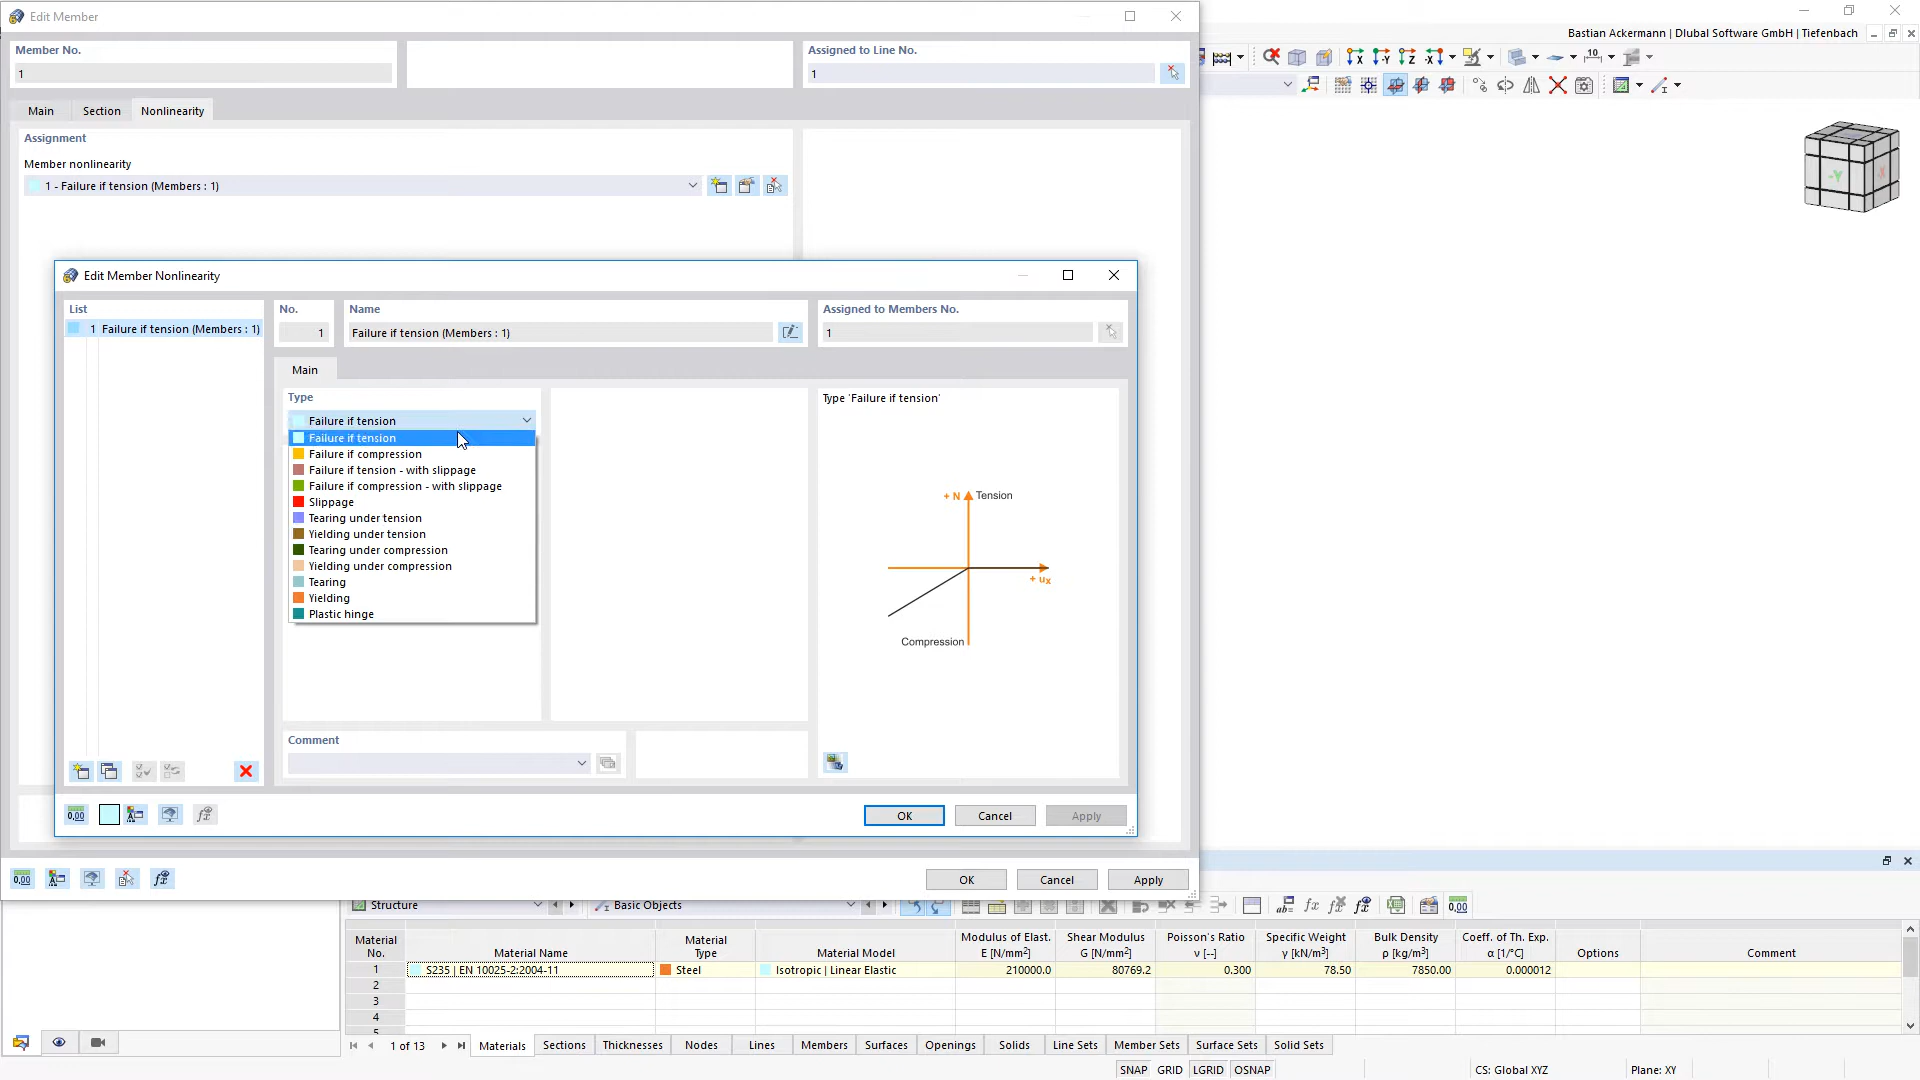 Edit Member
Bastian Ackermann | Dlubal Software GmbH | Tiefenbach
Member No.
1
Assigned to Line No.
1
Main
Section
Nonlinearity
Assignment
Member nonlinearity
1 - Failure if tension (Members : 1)
Edit Member Nonlinearity
List
1 Failure if tension (Members : 1)
No.
1
Name
Failure if tension (Members : 1)
Assigned to Members No.
1
Main
Type
Failure if tension
Failure if tension
Failure if compression
Failure if tension - with slippage
Failure if compression - with slippage
Slippage
Tearing under tension
Yielding under tension
Tearing under compression
Yielding under compression
Tearing
Yielding
Plastic hinge
Type 'Failure if tension'
+ N
Tension
+ ux
Compression
Comment
OK
Cancel
Apply
OK
Cancel
Apply
Structure
Basic Objects
Material No.
Material Name
Material Type
Material Model
Modulus of Elast. E [N/mm²]
Shear Modulus G [N/mm²]
Poisson's Ratio ν [--]
Specific Weight γ [kN/m³]
Bulk Density ρ [kg/m³]
Coeff. of Th. Exp. α [1/°C]
Options
Comment
1 S235 | EN 10025-2:2004-11 Steel Isotropic | Linear Elastic 210000.0 80769.2 0.300 78.50 7850.00 0.000012
2
3
4
5
1 of 13
Materials
Sections
Thicknesses
Nodes
Lines
Members
Surfaces
Openings
Solids
Line Sets
Member Sets
Surface Sets
Solid Sets
SNAP
GRID
LGRID
OSNAP
CS: Global XYZ
Plane: XY